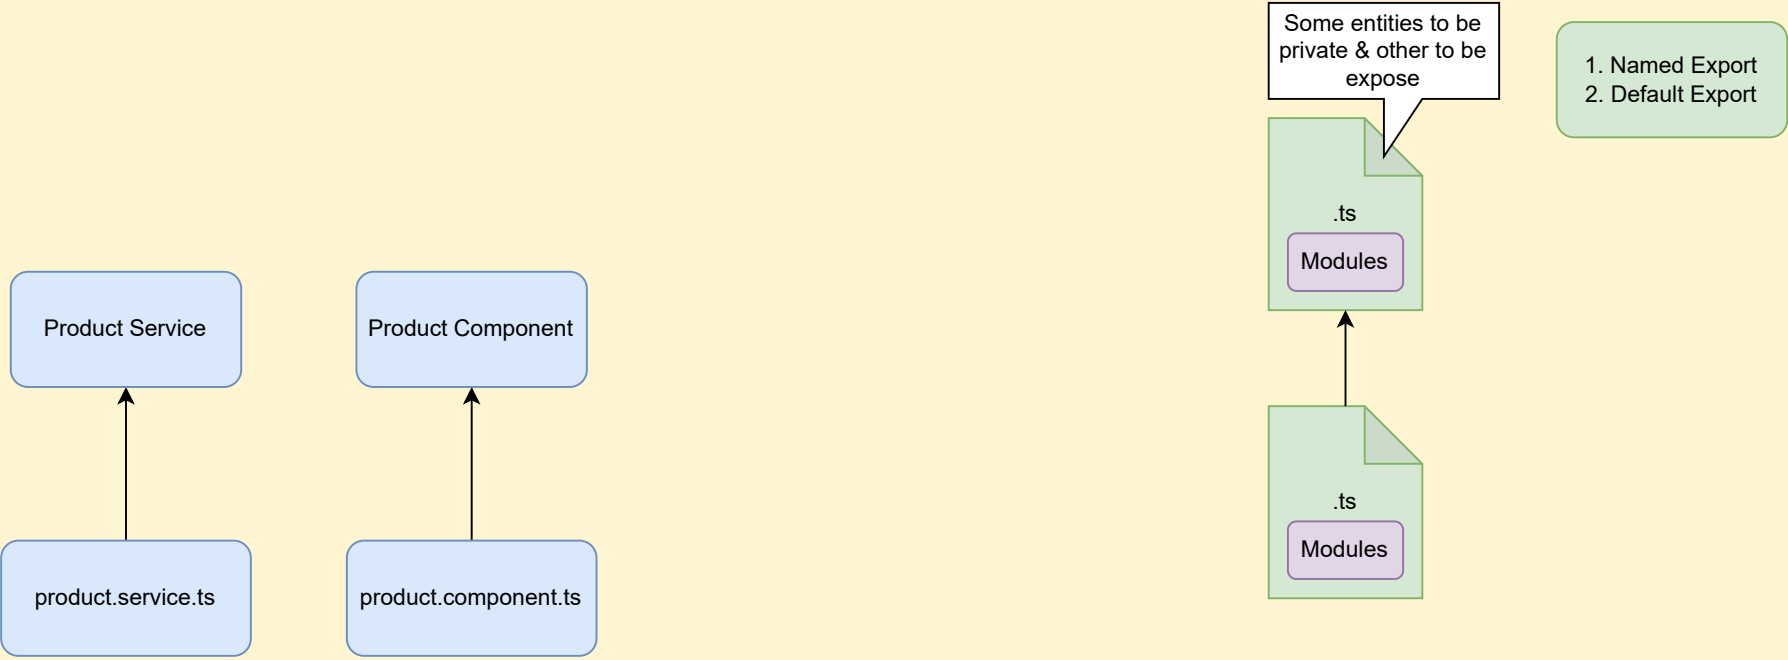 Some entities to be
private & other to be
expose
1. Named Export
2. Default Export
.ts
Modules
Product Service
Product Component
.ts
Modules
product.service.ts
product.component.ts